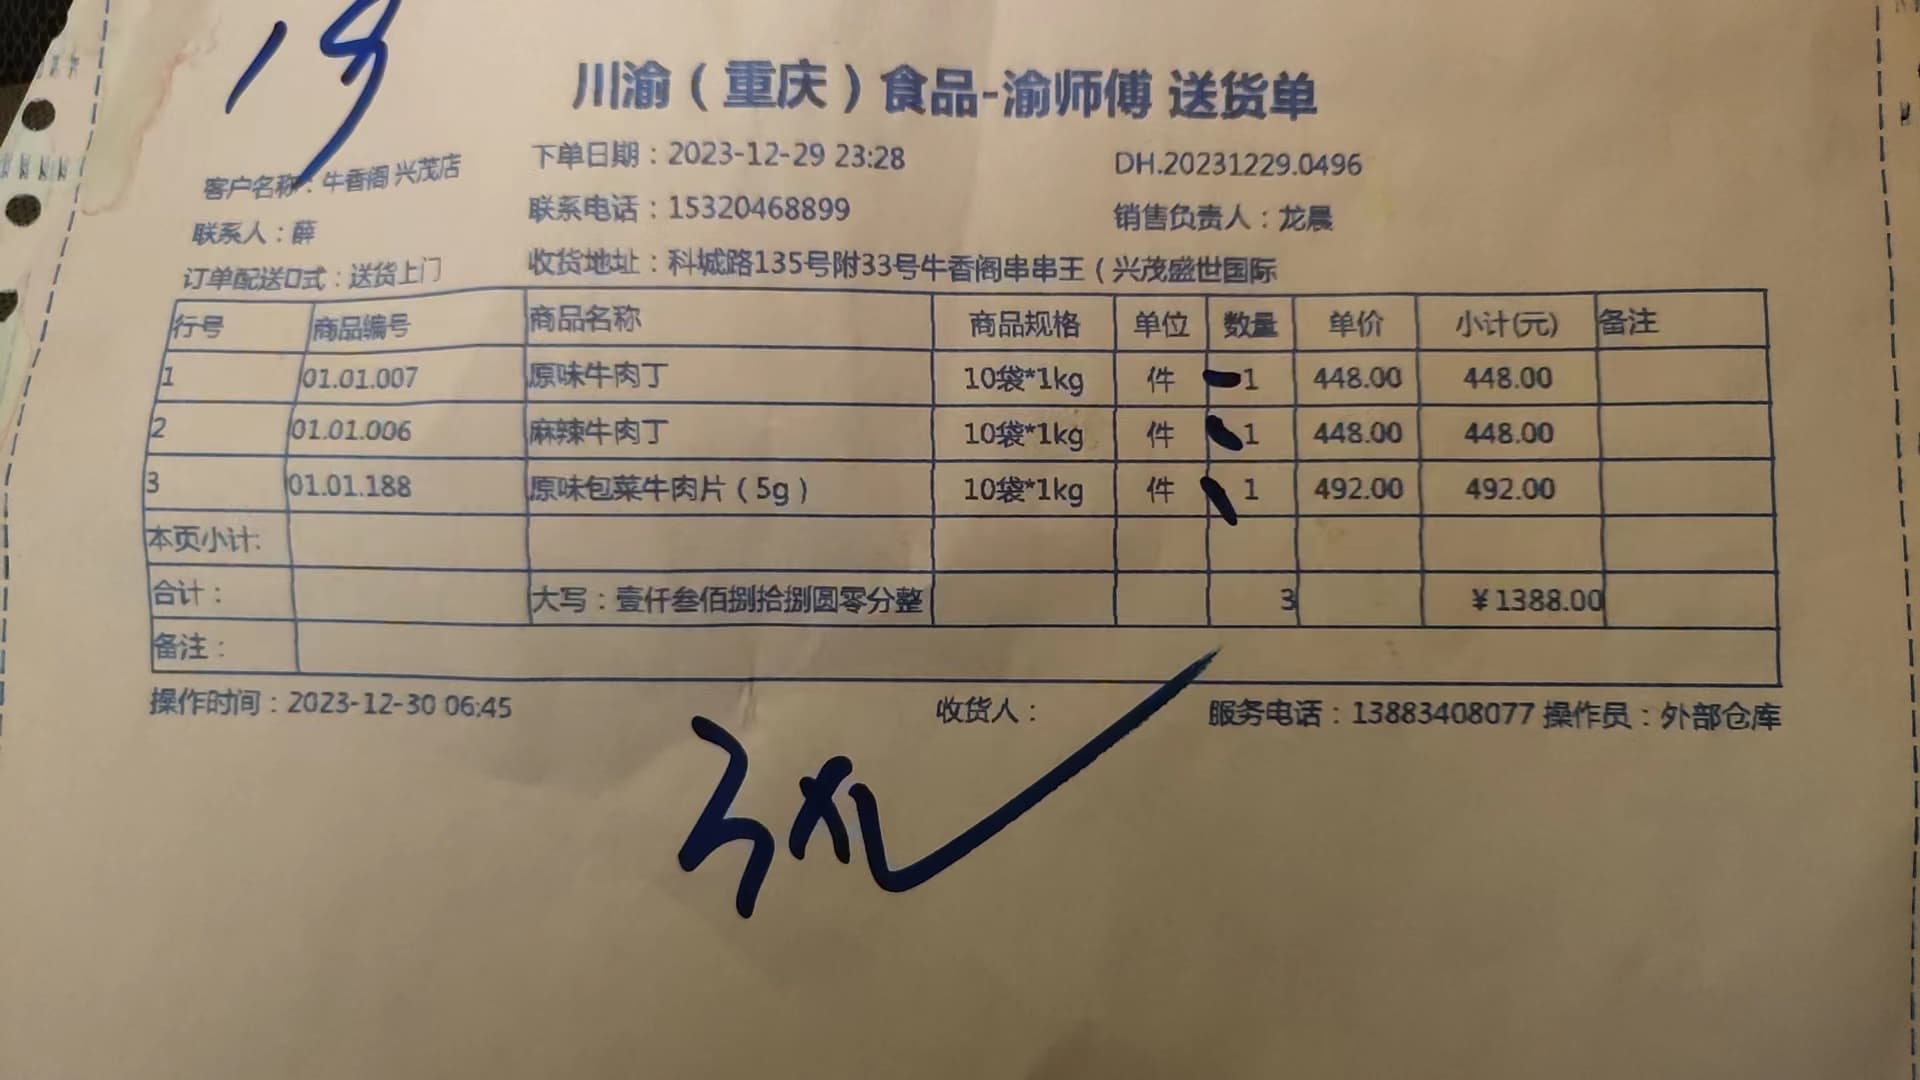 川渝（重庆）食品-渝师傅 送货单
下单日期：2023-12-29 23:28 DH.20231229.0496
客户名称：牛香阁 兴茂店
联系人：薛 联系电话：15320468899 销售负责人：龙晨
订单配送口式：送货上门 收货地址：科城路135号附33号牛香阁串串王（兴茂盛世国际
行号 商品编号 商品名称 商品规格 单位 数量 单价 小计(元) 备注
1 01.01.007 原味牛肉丁 10袋*1kg 件 1 448.00 448.00
2 01.01.006 麻辣牛肉丁 10袋*1kg 件 1 448.00 448.00
3 01.01.188 原味包菜牛肉片（5g） 10袋*1kg 件 1 492.00 492.00
本页小计:
合计： 大写：壹仟叁佰捌拾捌圆零分整 3 ￥1388.00
备注：
操作时间：2023-12-30 06:45 收货人： 服务电话：13883408077 操作员：外部仓库